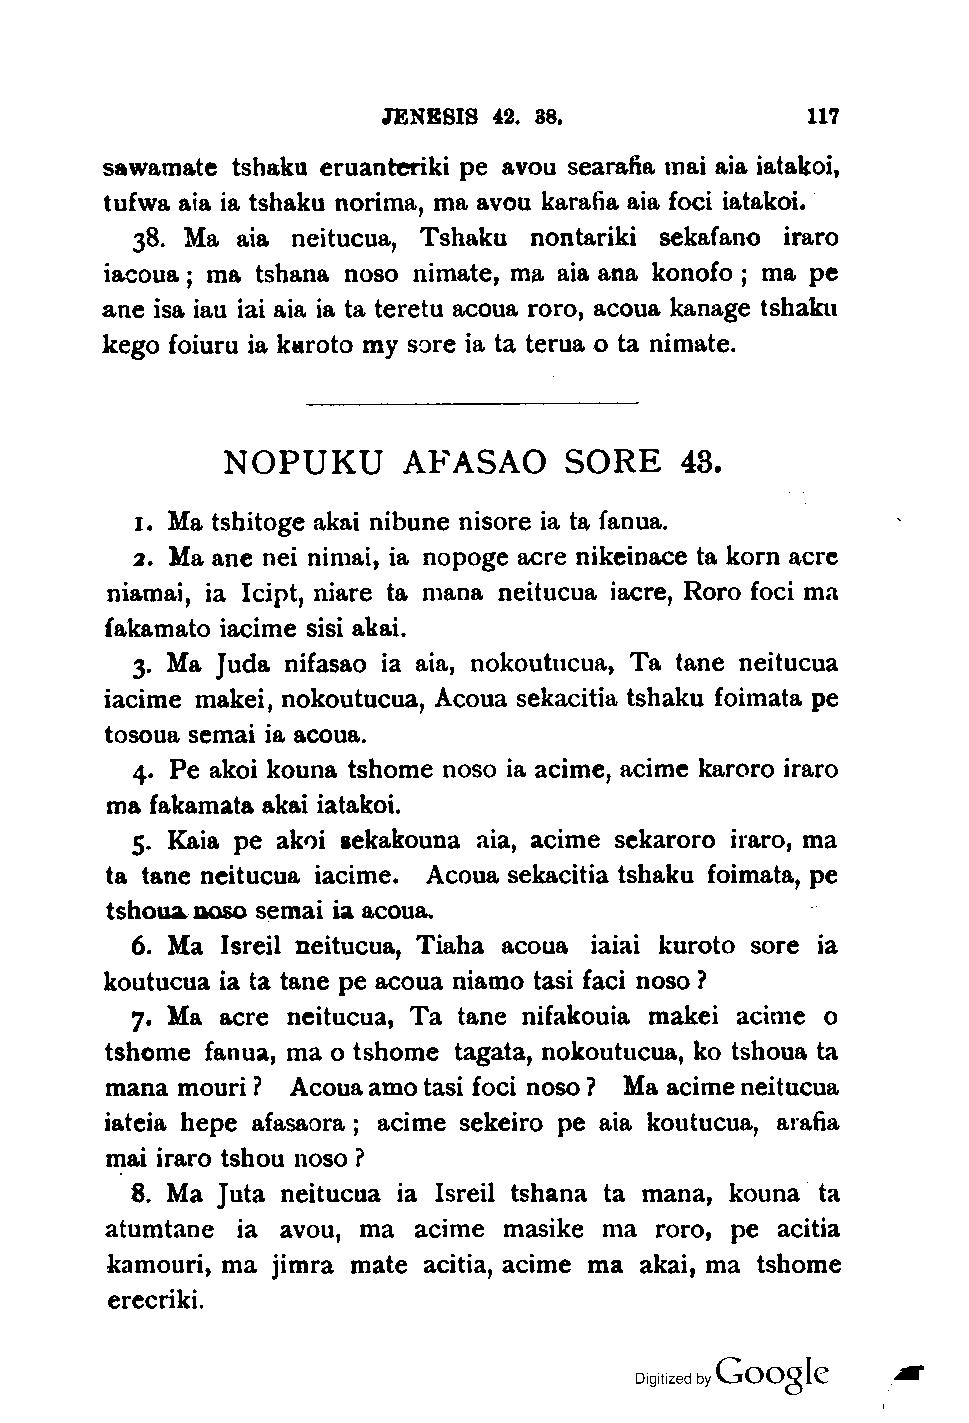 JENESIS 42. 38. 117
sawamate tshaku eruanteriki pe avou searafia mai aia iatakoi,
tufwa aia ia tshaku norima, ma avou karafia aia foci iatakoi.
38. Ma aia neitucua, Tshaku nontariki sekafano iraro
iacoua ; ma tshana noso nimate, ma aia ana konofo ; ma pe
ane isa iau iai aia ia ta teretu acoua roro, acoua kanage tshaku
kego foiuru ia karoto my sore ia ta terua o ta nimate.
NOPUKU AFASAO SORE 43.
1. Ma tshitoge akai nibune nisore ia ta fanua.
2. Ma ane nei nimai, ia nopoge acre nikeinace ta korn acre
niamai, ia Icipt, niare ta mana neitucua iacre, Roro foci ma
fakamato iacime sisi akai.
3. Ma Juda nifasao ia aia, nokoutucua, Ta tane neitucua
iacime makei, nokoutucua, Acoua sekacitia tshaku foimata pe
tosoua semai ia acoua.
4. Pe akoi kouna tshome noso ia acime, acime karoro iraro
ma fakamata akai iatakoi.
5. Kaia pe akoi sekakouna aia, acime sekaroro iraro, ma
ta tane neitucua iacime. Acoua sekacitia tshaku foimata, pe
tshoua noso semai ia acoua.
6. Ma Isreil neitucua, Tiaha acoua iaiai kuroto sore ia
koutucua ia ta tane pe acoua niamo tasi faci noso ?
7. Ma acre neitucua, Ta tane nifakouia makei acime o
tshome fanua, ma o tshome tagata, nokoutucua, ko tshoua ta
mana mouri ? Acoua amo tasi foci noso ? Ma acime neitucua
iateia hepe afasaora ; acime sekeiro pe aia koutucua, arafia
mai iraro tshou noso ?
8. Ma Juta neitucua ia Isreil tshana ta mana, kouna ta
atumtane ia avou, ma acime masike ma roro, pe acitia
kamouri, ma jimra mate acitia, acime ma akai, ma tshome
erecriki.
Digitized by Google